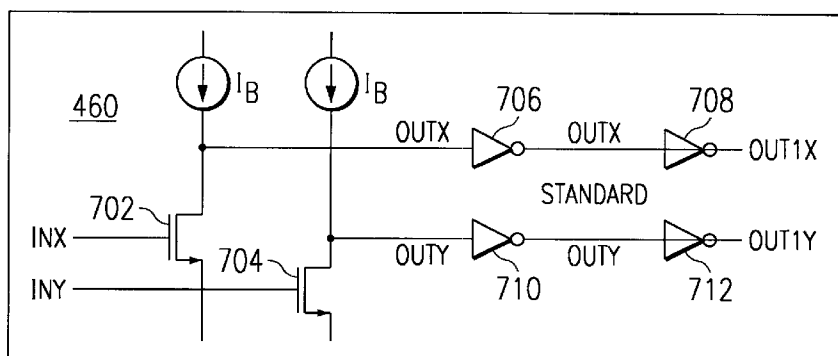 460
I_B
I_B
706
708
OUTX
OUTX
OUT1X
STANDARD
702
INX
704
INY
OUTY
OUTY
OUT1Y
710
712